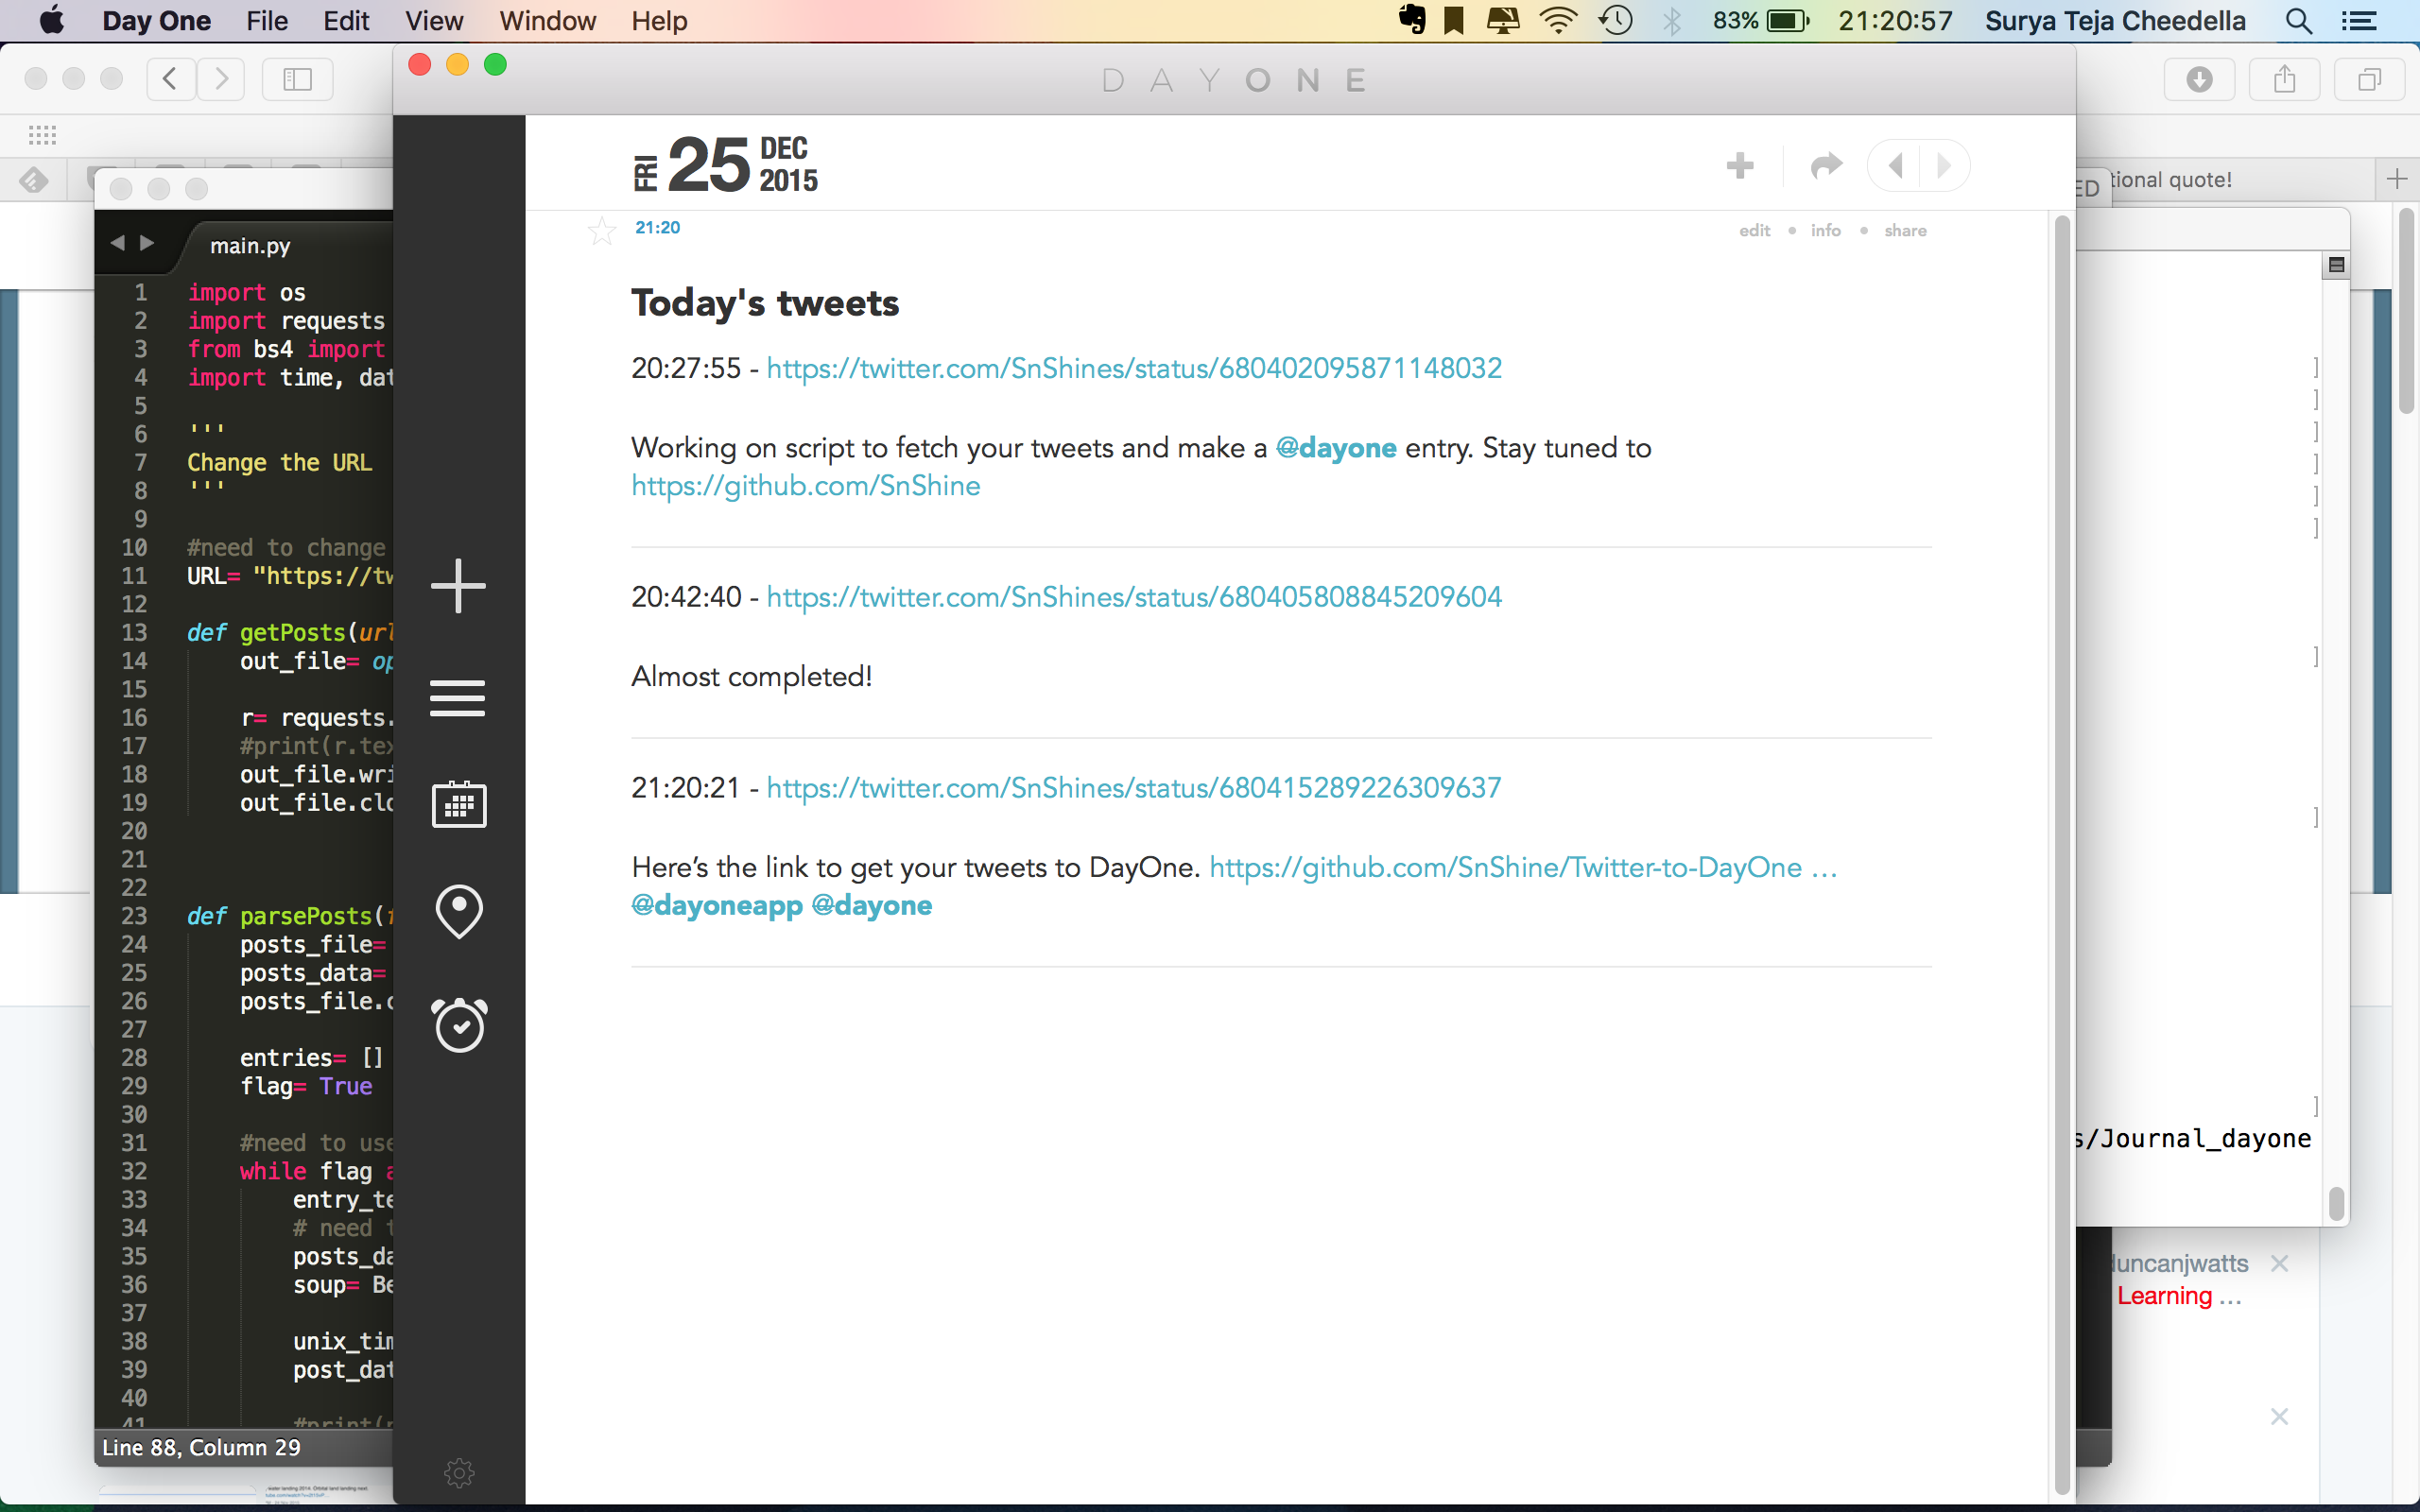 Day One File Edit View Window Help 83% 21:20:57 Surya Teja Cheedella
DAYONE
FRI 25 DEC 2015
21:20
edit • info • share
Today's tweets
20:27:55 - https://twitter.com/SnShines/status/680402095871148032
Working on script to fetch your tweets and make a @dayone entry. Stay tuned to
https://github.com/SnShine
20:42:40 - https://twitter.com/SnShines/status/680405808845209604
Almost completed!
21:20:21 - https://twitter.com/SnShines/status/680415289226309637
Here’s the link to get your tweets to DayOne. https://github.com/SnShine/Twitter-to-DayOne …
@dayoneapp @dayone
main.py
1 import os
2 import requests
3 from bs4 import
4 import time, dat
5
6 '''
7 Change the URL
8 '''
9
10 #need to change
11 URL= "https://tw
12
13 def getPosts(url
14 out_file= op
15
16 r= requests.
17 #print(r.tex
18 out_file.wri
19 out_file.clo
20
21
22
23 def parsePosts(f
24 posts_file=
25 posts_data=
26 posts_file.c
27
28 entries= []
29 flag= True
30
31 #need to use
32 while flag a
33 entry_te
34 # need t
35 posts_da
36 soup= Be
37
38 unix_tim
39 post_dat
40
41 #print(p
Line 88, Column 29
ED
tional quote!
]
]
]
]
]
]
]
]
]
s/Journal_dayone
duncanjwatts
Learning ...